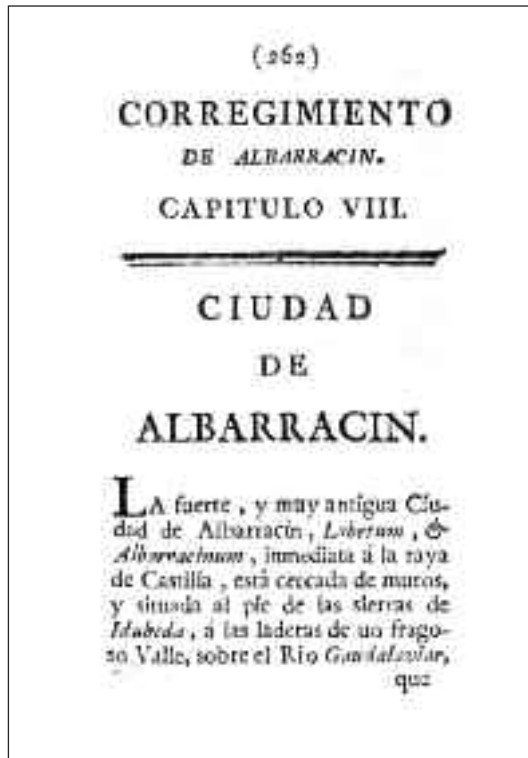 (262)
CORREGIMIENTO
DE ALBARRACIN.
CAPITULO VIII.
CIUDAD
DE
ALBARRACIN.
LA fuerte, y muy antigua Ciu-
dad de Albarracin, Lobetum, &
Albarracinum, inmediata á la raya
de Castilla, está cercada de muros,
y situada al pie de las sierras de
Idubeda, á las laderas de un frago-
so Valle, sobre el Rio Guadalaviar,
que